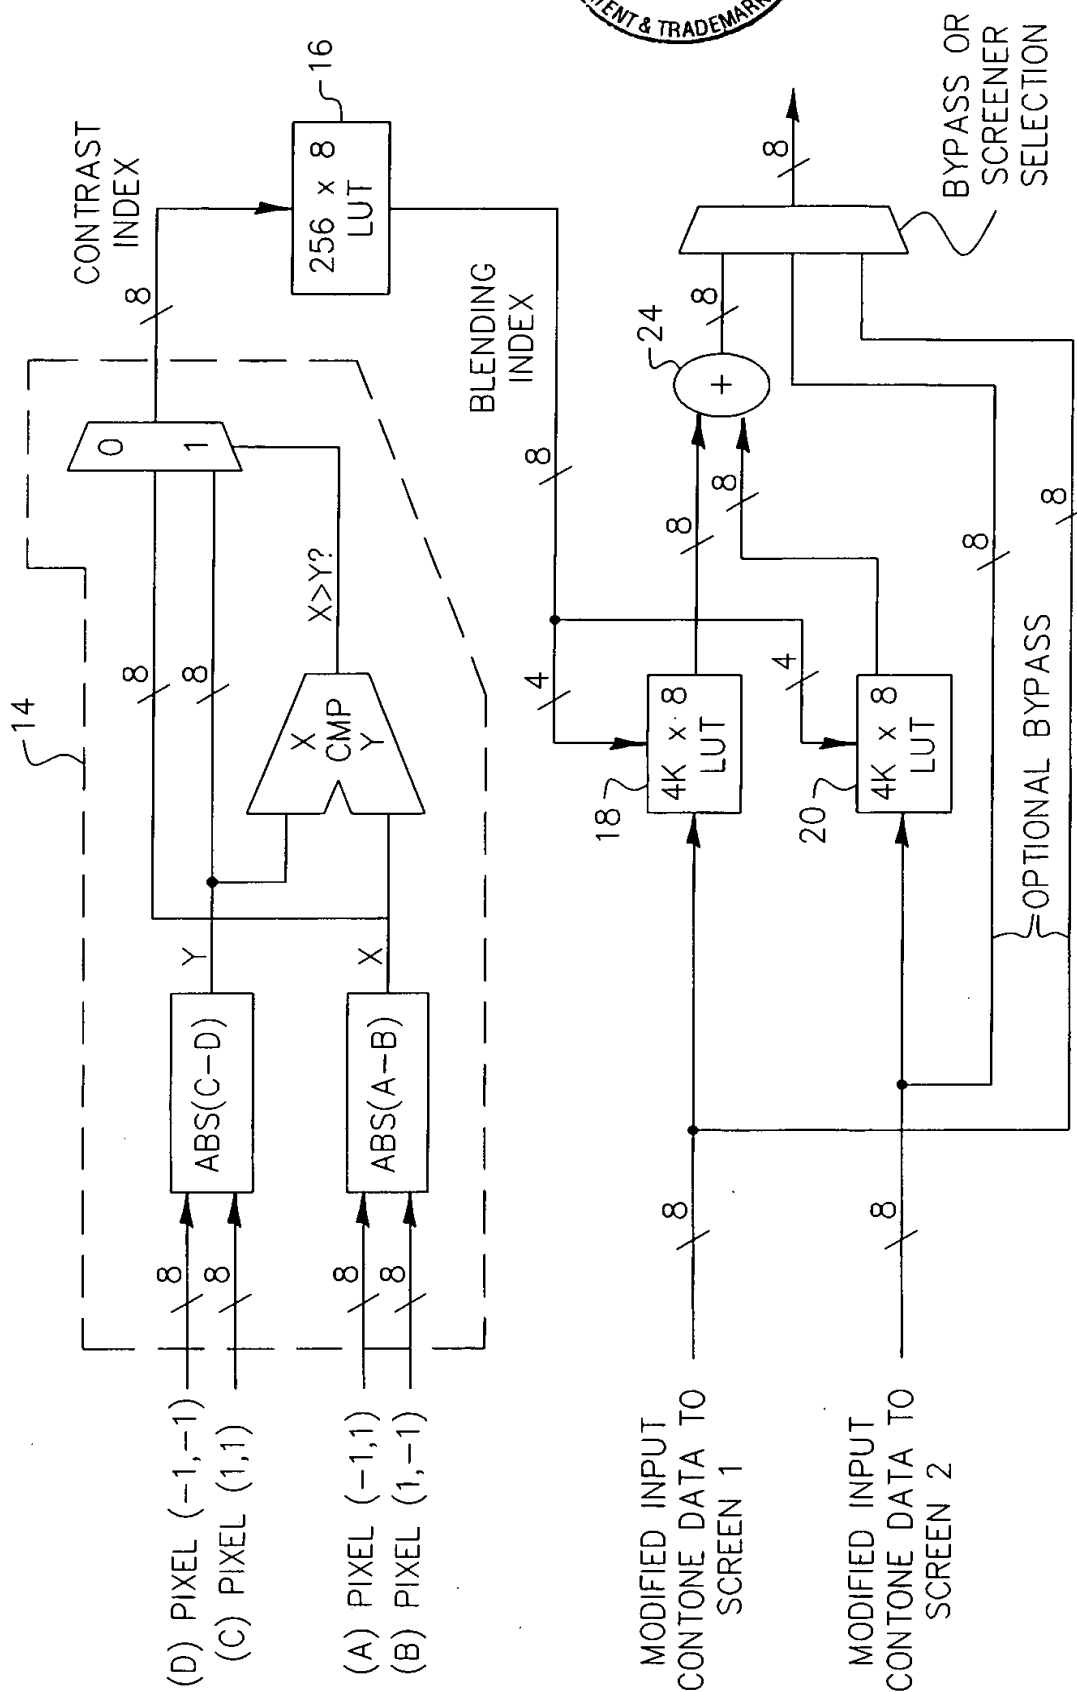 ENT & TRADEMARK
14
(D) PIXEL (−1,−1)
(C) PIXEL (1,1)
(A) PIXEL (−1,1)
(B) PIXEL (1,−1)
8
8
8
8
ABS(C−D)
ABS(A−B)
Y
X
8
8
X
CMP
Y
X>Y?
0
1
8
CONTRAST
INDEX
256 x 8
LUT
16
BLENDING
INDEX
8
4
4
MODIFIED INPUT
CONTONE DATA TO
SCREEN 1
MODIFIED INPUT
CONTONE DATA TO
SCREEN 2
8
8
18
4K x 8
LUT
20
4K x 8
LUT
8
8
24
+
8
OPTIONAL BYPASS
8
8
8
BYPASS OR
SCREENER
SELECTION